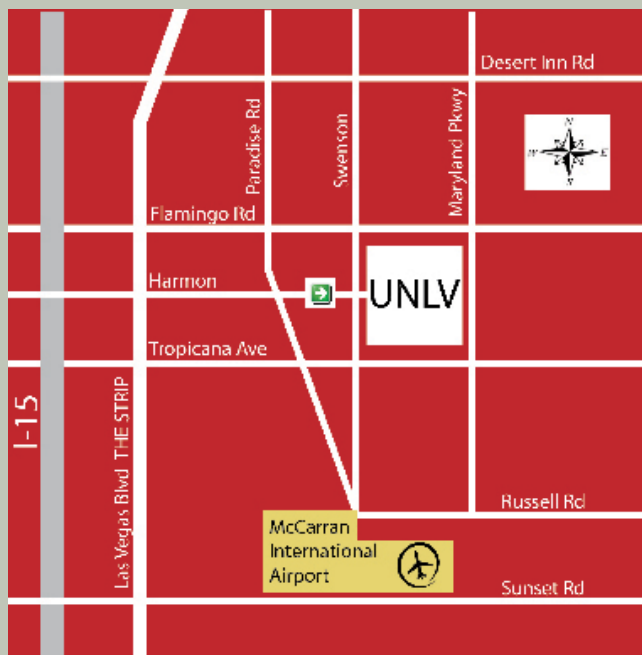 Desert Inn Rd
Paradise Rd
Swenson
Maryland Pkwy
N
W E
N
Flamingo Rd
Harmon
UNLV
Tropicana Ave
I-15
Las Vegas Blvd THE STRIP
Russell Rd
McCarran
International
Airport
Sunset Rd